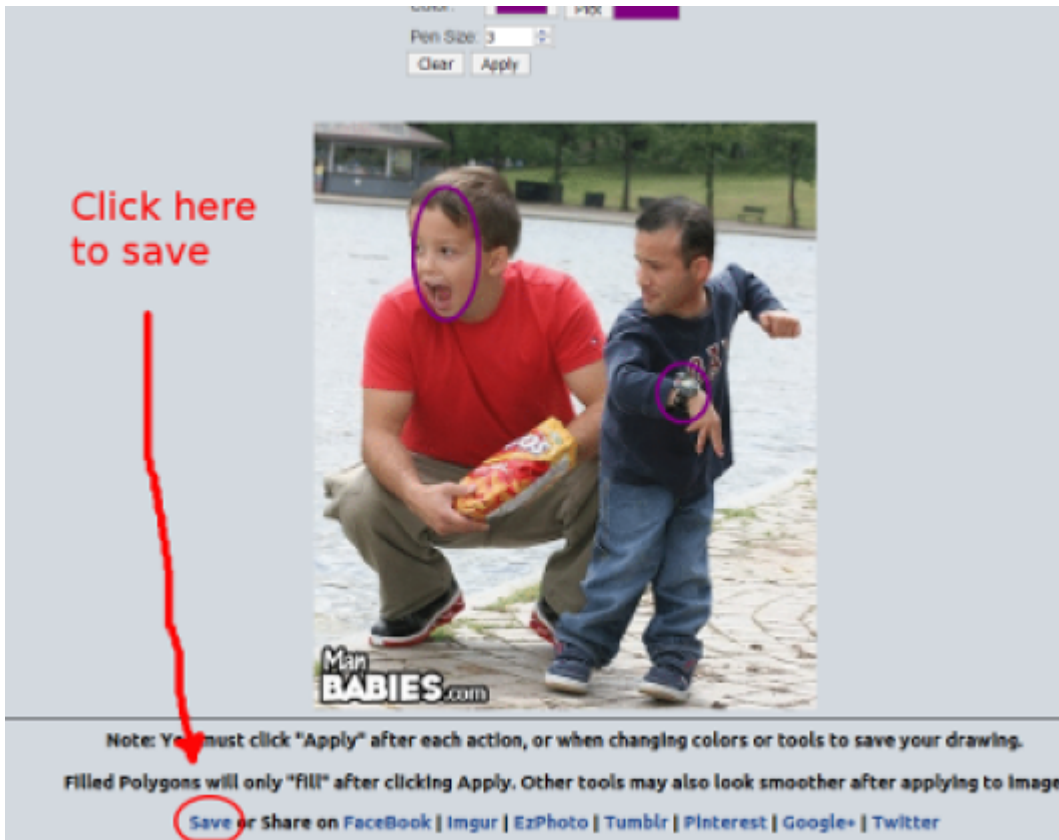 Color:
Pick
Pen Size: 3
Clear Apply
Click here
to save
Man
BABIES.com
Note: You must click "Apply" after each action, or when changing colors or tools to save your drawing.
Filled Polygons will only "fill" after clicking Apply. Other tools may also look smoother after applying to Image
Save or Share on FaceBook | Imgur | EzPhoto | Tumblr | Pinterest | Google+ | Twitter